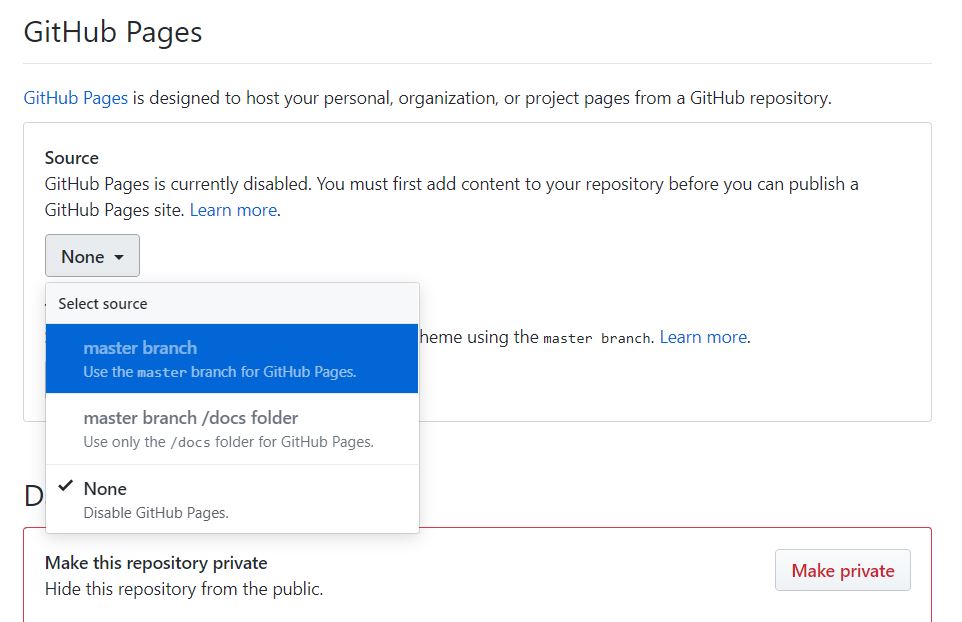 GitHub Pages
GitHub Pages is designed to host your personal, organization, or project pages from a GitHub repository.
Source
GitHub Pages is currently disabled. You must first add content to your repository before you can publish a
GitHub Pages site. Learn more.
None
Select source
heme using the master branch. Learn more.
master branch
Use the master branch for GitHub Pages.
master branch /docs folder
Use only the /docs folder for GitHub Pages.
None
Disable GitHub Pages.
D
Make this repository private
Hide this repository from the public.
Make private